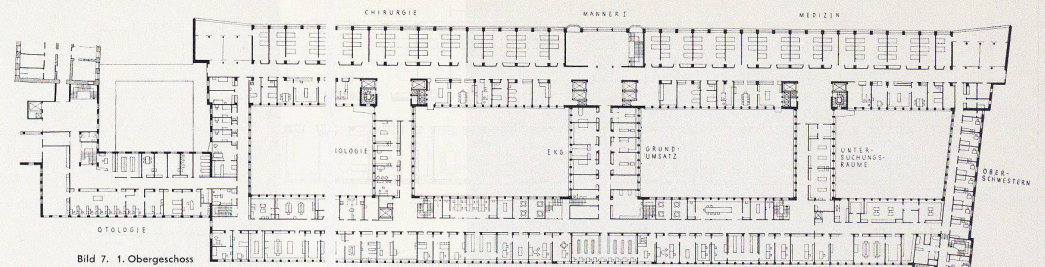 CHIRURGIE
MÄNNER I
MEDIZIN
IOLOGIE
EKG
GRUND-
UMSATZ
UNTER-
SUCHUNGS-
RÄUME
OBER-
SCHWESTERN
OTOLOGIE
Bild 7. 1. Obergeschoss